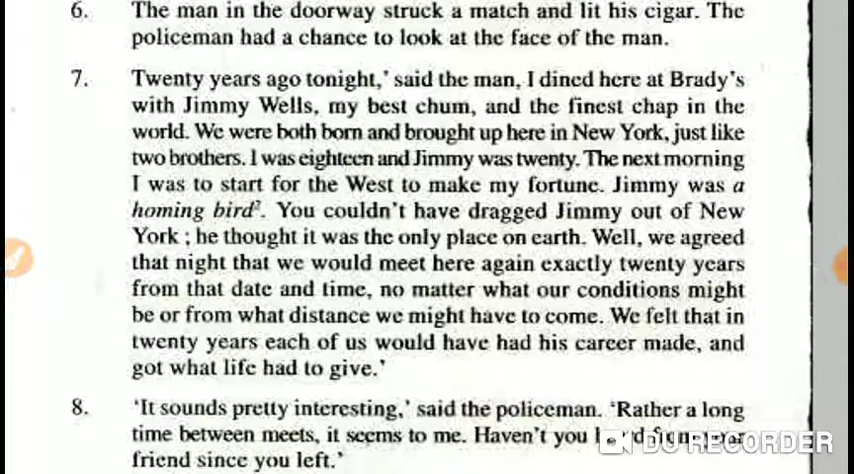 6. The man in the doorway struck a match and lit his cigar. The
policeman had a chance to look at the face of the man.
7. Twenty years ago tonight,' said the man, I dined here at Brady's
with Jimmy Wells, my best chum, and the finest chap in the
world. We were both born and brought up here in New York, just like
two brothers. I was eighteen and Jimmy was twenty. The next morning
I was to start for the West to make my fortune. Jimmy was a
homing bird². You couldn't have dragged Jimmy out of New
York ; he thought it was the only place on earth. Well, we agreed
that night that we would meet here again exactly twenty years
from that date and time, no matter what our conditions might
be or from what distance we might have to come. We felt that in
twenty years each of us would have had his career made, and
got what life had to give.'
8. 'It sounds pretty interesting,' said the policeman. 'Rather a long
time between meets, it seems to me. Haven't you
DU RECORDER
friend since you left.'